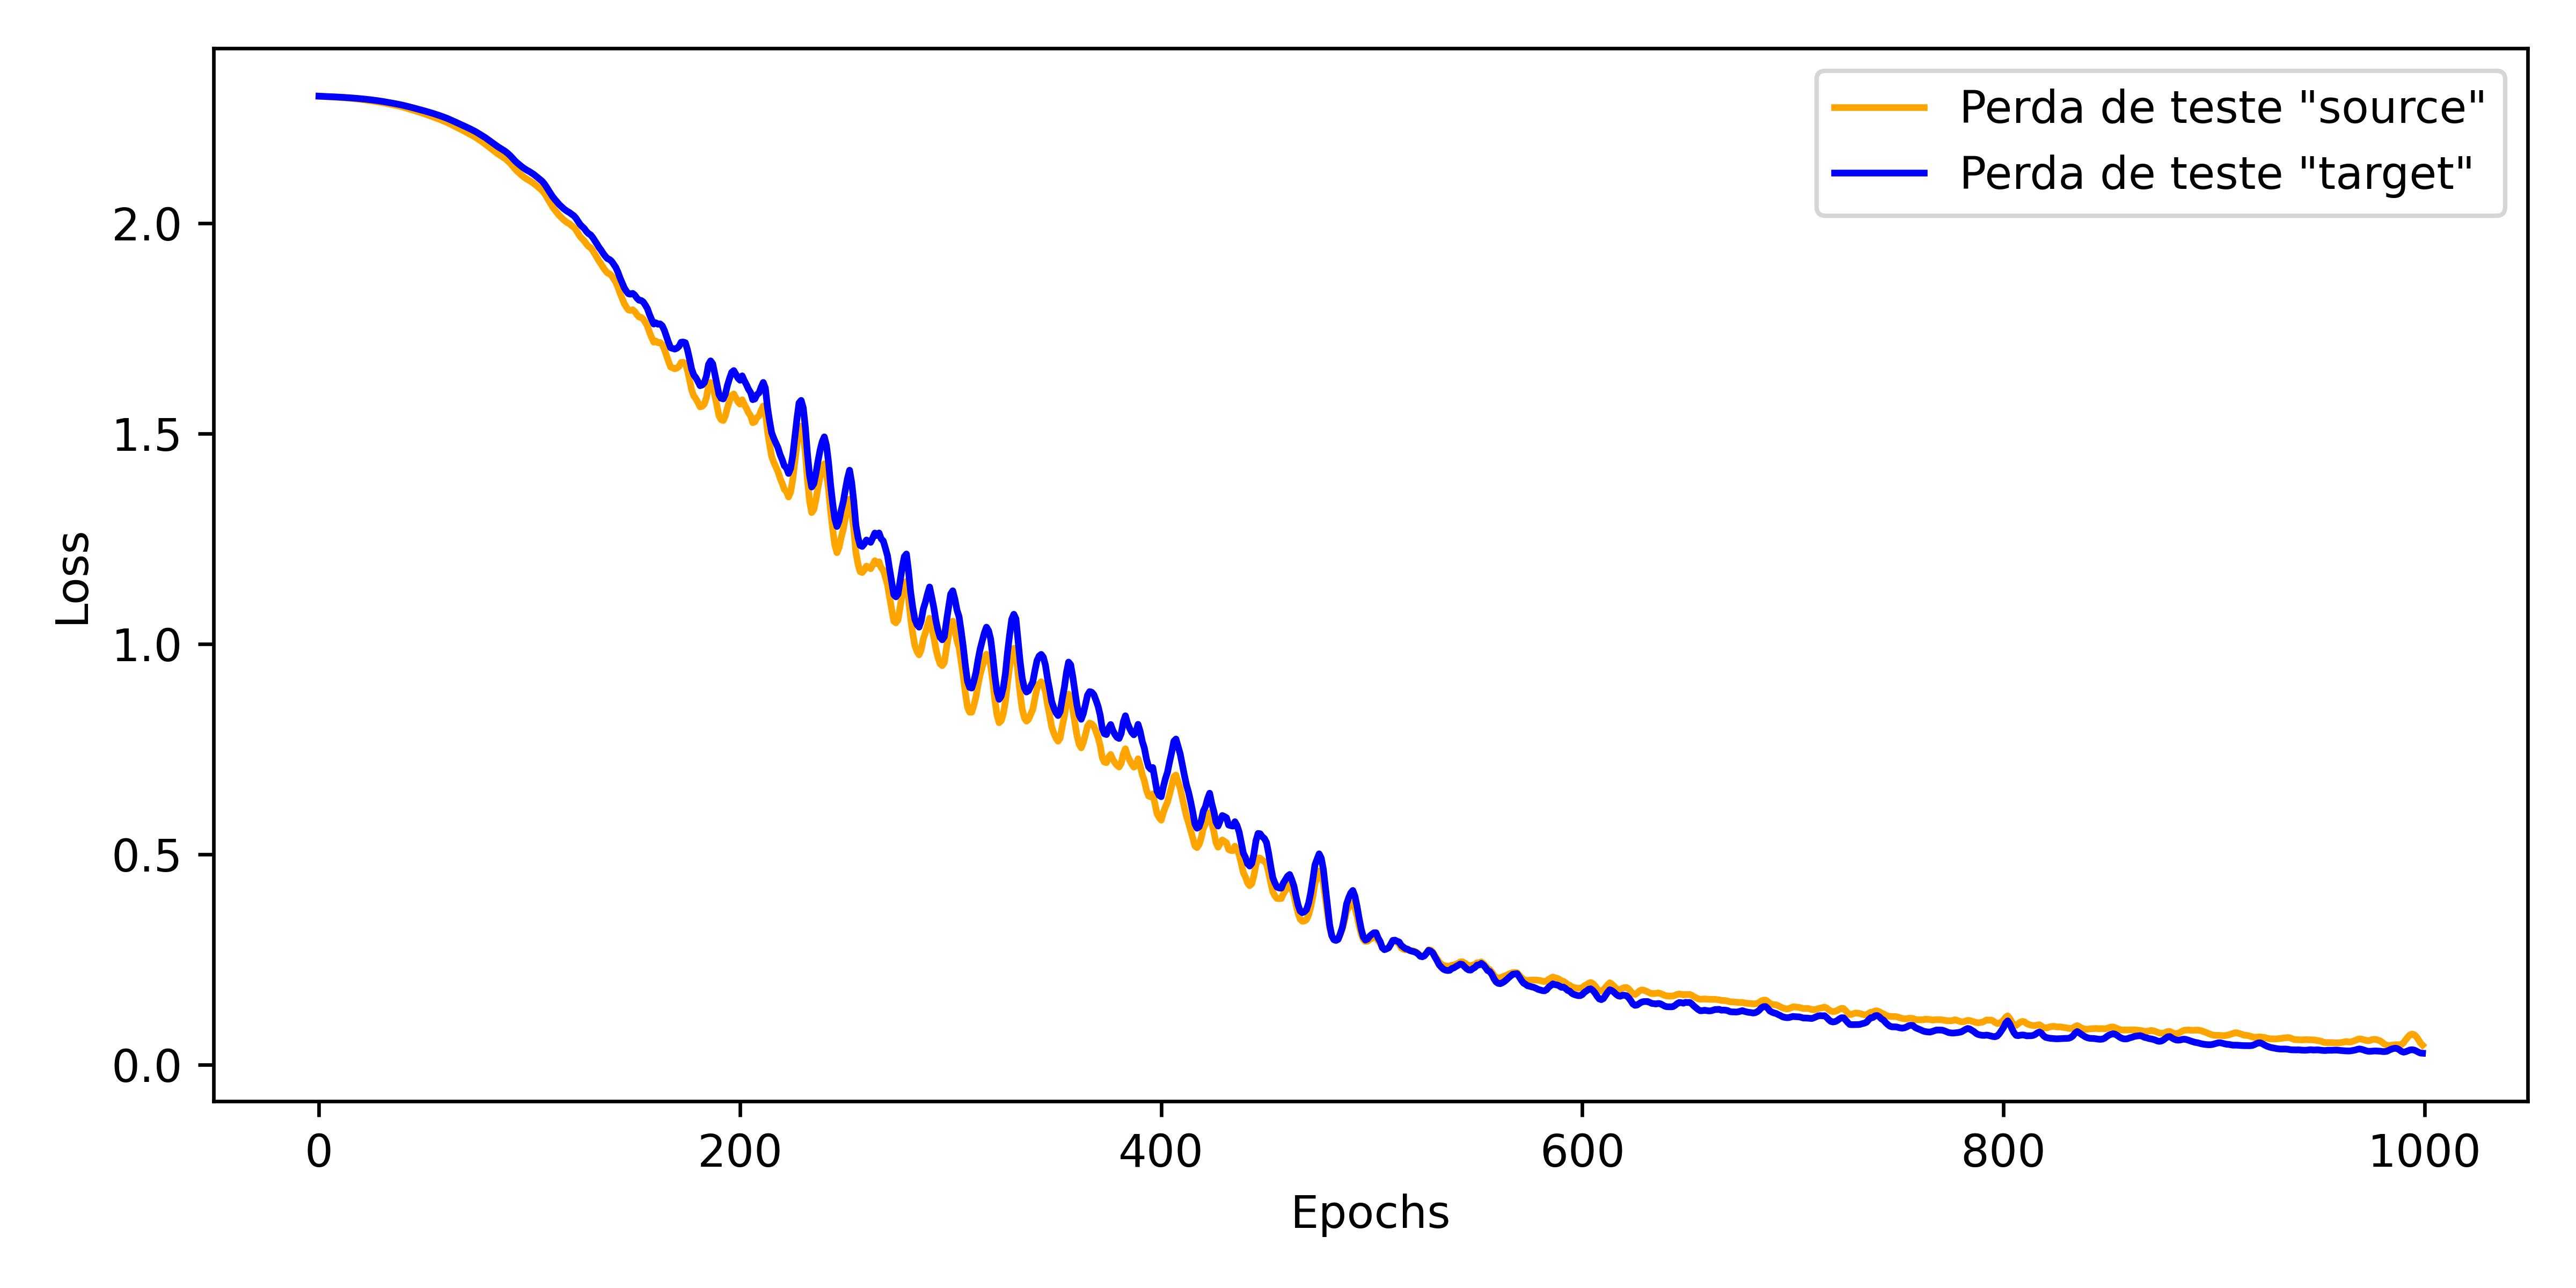 Perda de teste "source"
Perda de teste "target"
2.0
1.5
1.0
0.5
0.0
Loss
0 200 400 600 800 1000
Epochs